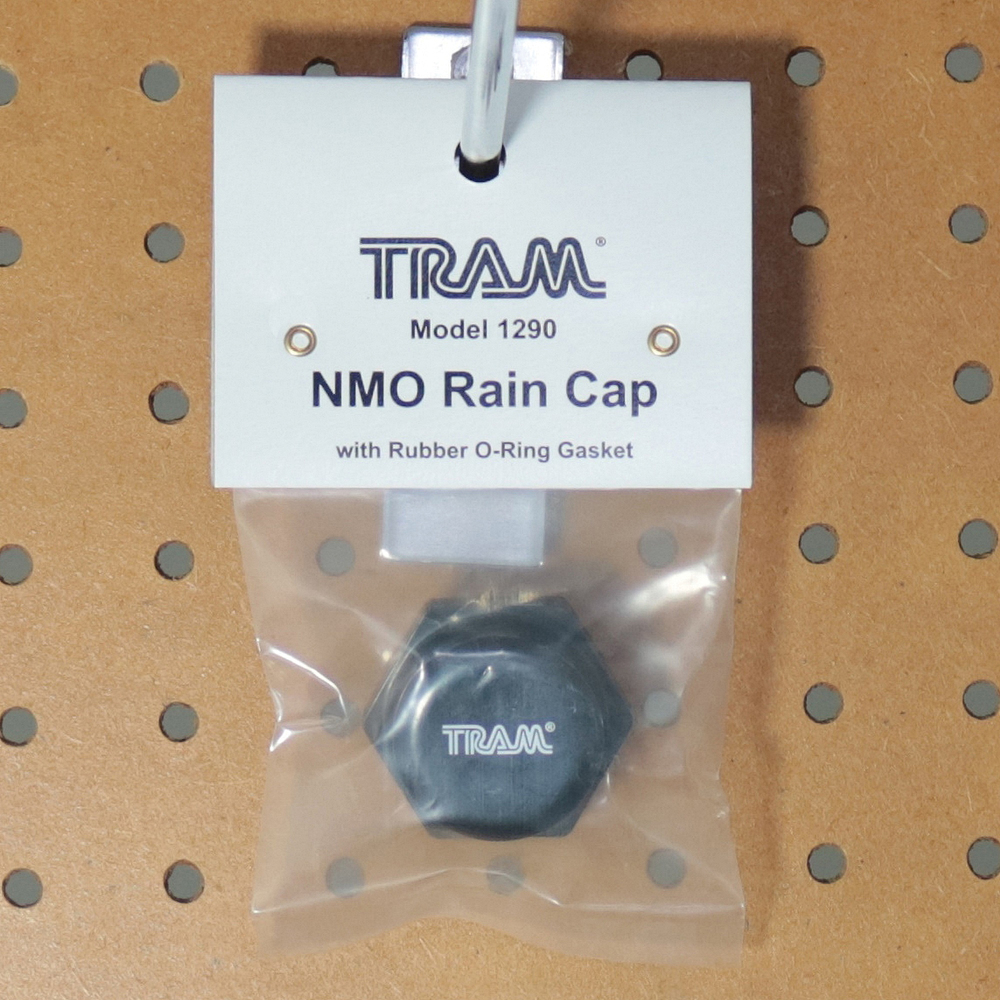 TRAM®
Model 1290
NMO Rain Cap
with Rubber O-Ring Gasket
TRAM®